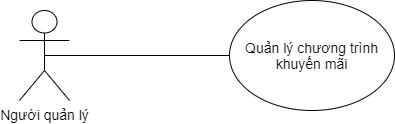 Quản lý chương trình
khuyến mãi
Người quản lý